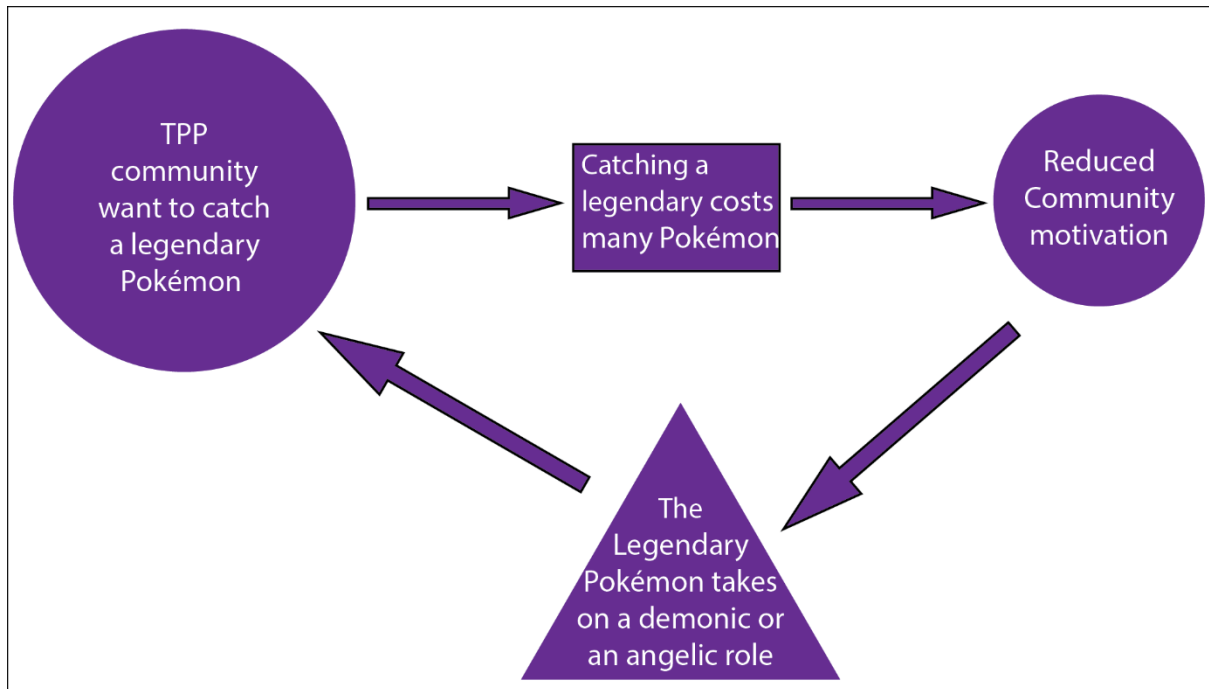 TPP
community
want to catch
a legendary
Pokémon
Catching a
legendary costs
many Pokémon
Reduced
Community
motivation
The
Legendary
Pokémon takes
on a demonic or
an angelic role